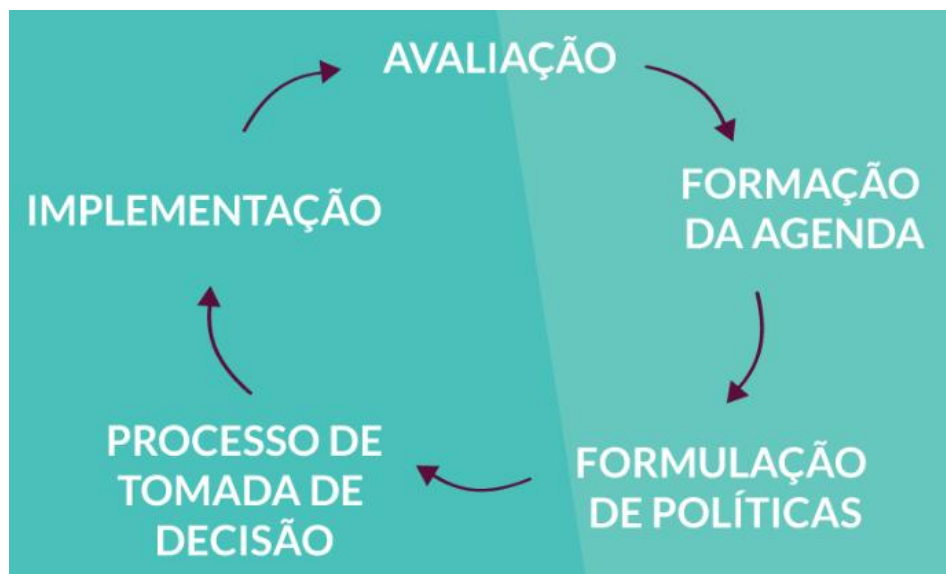 AVALIAÇÃO
FORMAÇÃO
DA AGENDA
FORMULAÇÃO
DE POLÍTICAS
PROCESSO DE
TOMADA DE
DECISÃO
IMPLEMENTAÇÃO